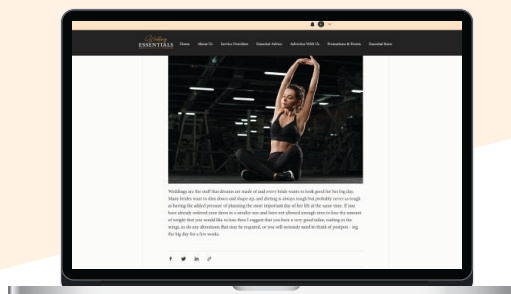 Wedding
ESSENTIALS
Home About Us Service Providers Essential Advice Advertise With Us Promotions & Events Essential News
Weddings are the stuff that dreams are made of and every bride wants to look good for her big day.
Many brides want to slim down and shape up, and dieting is always tough but probably never as tough
as having the added pressure of planning the most important day of her life at the same time. If you
have already ordered your dress in a smaller size and have not allowed enough time to lose the amount
of weight that you would like to lose then I suggest that you have a very good tailor, waiting in the
wings, to do any alterations that may be required, or you will seriously need to think of postpon - ing
the big day for a few weeks.